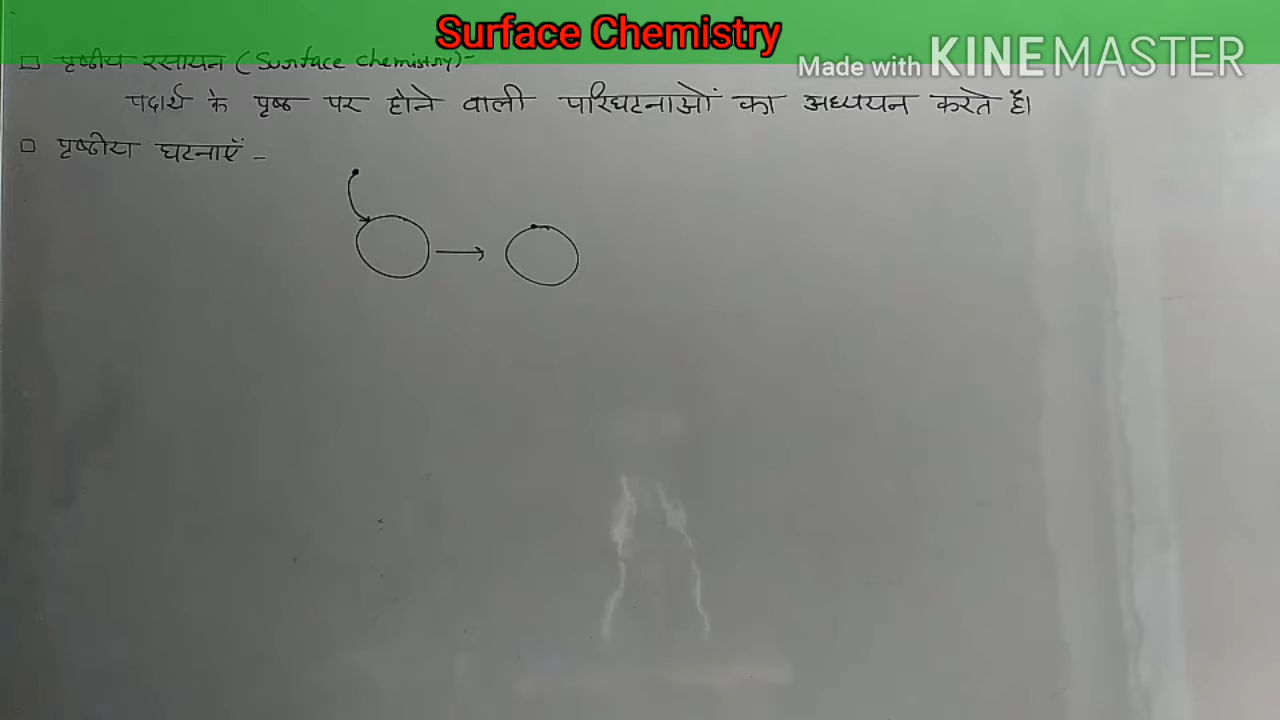 Surface Chemistry
Made with KINEMASTER
□ पृष्ठीय रसायन (Surface chemistry)-
पदार्थ के पृष्ठ पर होने वाली परिघटनाओं का अध्ययन करते हैं।
□ पृष्ठीय घटनाएँ -